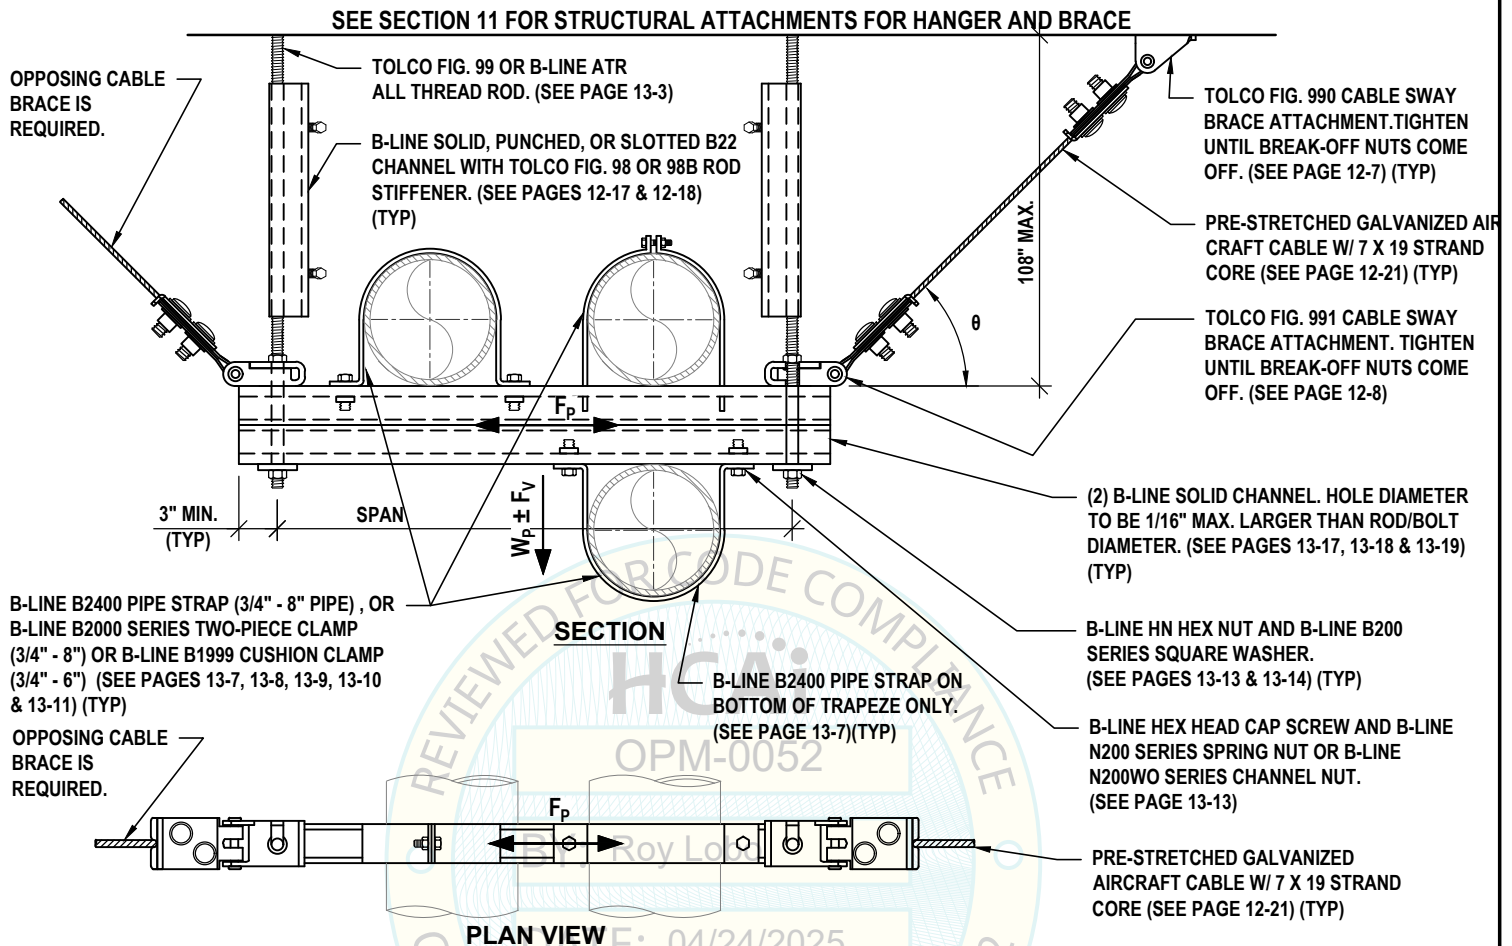 SEE SECTION 11 FOR STRUCTURAL ATTACHMENTS FOR HANGER AND BRACE
OPPOSING CABLE
BRACE IS
REQUIRED.
TOLCO FIG. 99 OR B-LINE ATR
ALL THREAD ROD. (SEE PAGE 13-3)
B-LINE SOLID, PUNCHED, OR SLOTTED B22
CHANNEL WITH TOLCO FIG. 98 OR 98B ROD
STIFFENER. (SEE PAGES 12-17 & 12-18)
(TYP)
108" MAX.
θ
TOLCO FIG. 990 CABLE SWAY
BRACE ATTACHMENT.TIGHTEN
UNTIL BREAK-OFF NUTS COME
OFF. (SEE PAGE 12-7) (TYP)
PRE-STRETCHED GALVANIZED AIR
CRAFT CABLE W/ 7 X 19 STRAND
CORE (SEE PAGE 12-21) (TYP)
TOLCO FIG. 991 CABLE SWAY
BRACE ATTACHMENT. TIGHTEN
UNTIL BREAK-OFF NUTS COME
OFF. (SEE PAGE 12-8)
FP
3" MIN.
(TYP)
SPAN
WP ± FV
(2) B-LINE SOLID CHANNEL. HOLE DIAMETER
TO BE 1/16" MAX. LARGER THAN ROD/BOLT
DIAMETER. (SEE PAGES 13-17, 13-18 & 13-19)
(TYP)
B-LINE B2400 PIPE STRAP (3/4" - 8" PIPE) , OR
B-LINE B2000 SERIES TWO-PIECE CLAMP
(3/4" - 8") OR B-LINE B1999 CUSHION CLAMP
(3/4" - 6") (SEE PAGES 13-7, 13-8, 13-9, 13-10
& 13-11) (TYP)
SECTION
B-LINE HN HEX NUT AND B-LINE B200
SERIES SQUARE WASHER.
(SEE PAGES 13-13 & 13-14) (TYP)
B-LINE B2400 PIPE STRAP ON
BOTTOM OF TRAPEZE ONLY.
(SEE PAGE 13-7)(TYP)
B-LINE HEX HEAD CAP SCREW AND B-LINE
N200 SERIES SPRING NUT OR B-LINE
N200WO SERIES CHANNEL NUT.
(SEE PAGE 13-13)
OPPOSING CABLE
BRACE IS
REQUIRED.
FP
PRE-STRETCHED GALVANIZED
AIRCRAFT CABLE W/ 7 X 19 STRAND
CORE (SEE PAGE 12-21) (TYP)
PLAN VIEW
REVIEWED FOR CODE COMPLIANCE
HCAi
OPM-0052
BY: Roy Lobo
04/24/2025